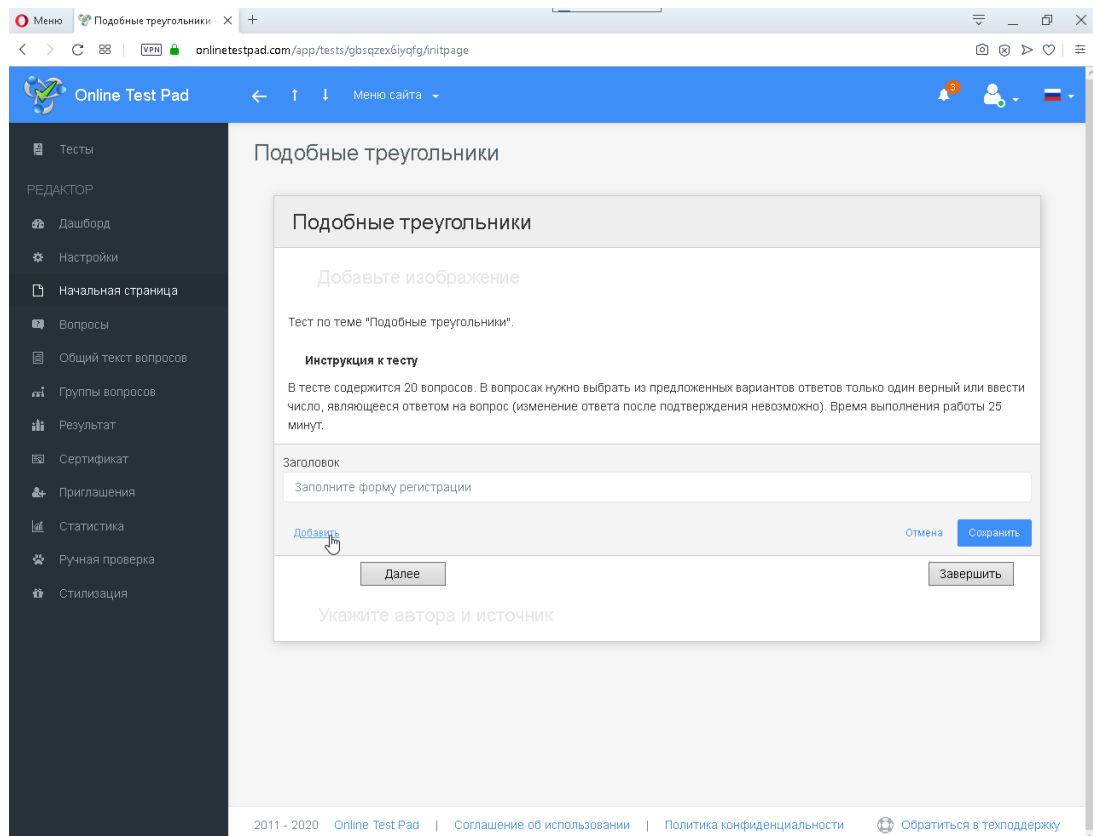 Меню
Подобные треугольники
VPN
onlinetestpad.com/app/tests/gbsqzex6iyqfg/initpage
Online Test Pad
Меню сайта
3
Тесты
РЕДАКТОР
Дашборд
Настройки
Начальная страница
Вопросы
Общий текст вопросов
Группы вопросов
Результат
Сертификат
Приглашения
Статистика
Ручная проверка
Стилизация
Подобные треугольники
Подобные треугольники
Добавьте изображение
Тест по теме "Подобные треугольники".
Инструкция к тесту
В тесте содержится 20 вопросов. В вопросах нужно выбрать из предложенных вариантов ответов только один верный или ввести
число, являющееся ответом на вопрос (изменение ответа после подтверждения невозможно). Время выполнения работы 25
минут.
Заголовок
Заполните форму регистрации
Добавить
Отмена
Сохранить
Далее
Завершить
Укажите автора и источник
2011 - 2020 Online Test Pad | Соглашение об использовании | Политика конфиденциальности Обратиться в техподдержку